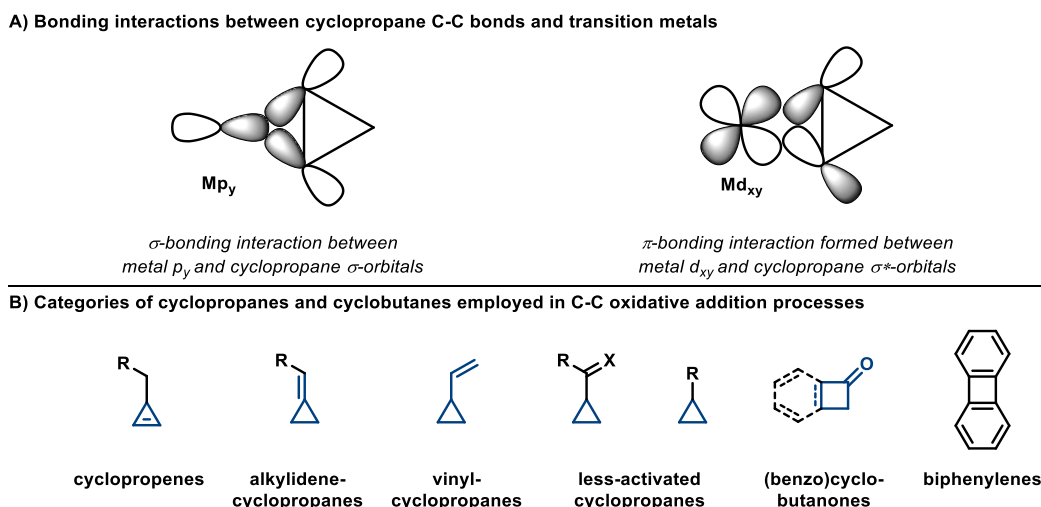 A) Bonding interactions between cyclopropane C-C bonds and transition metals
Mpy
Mdxy
σ-bonding interaction between
metal py and cyclopropane σ-orbitals
π-bonding interaction formed between
metal dxy and cyclopropane σ*-orbitals
B) Categories of cyclopropanes and cyclobutanes employed in C-C oxidative addition processes
R
R
R
X
R
O
cyclopropenes
alkylidene-
cyclopropanes
vinyl-
cyclopropanes
less-activated
cyclopropanes
(benzo)cyclo-
butanones
biphenylenes